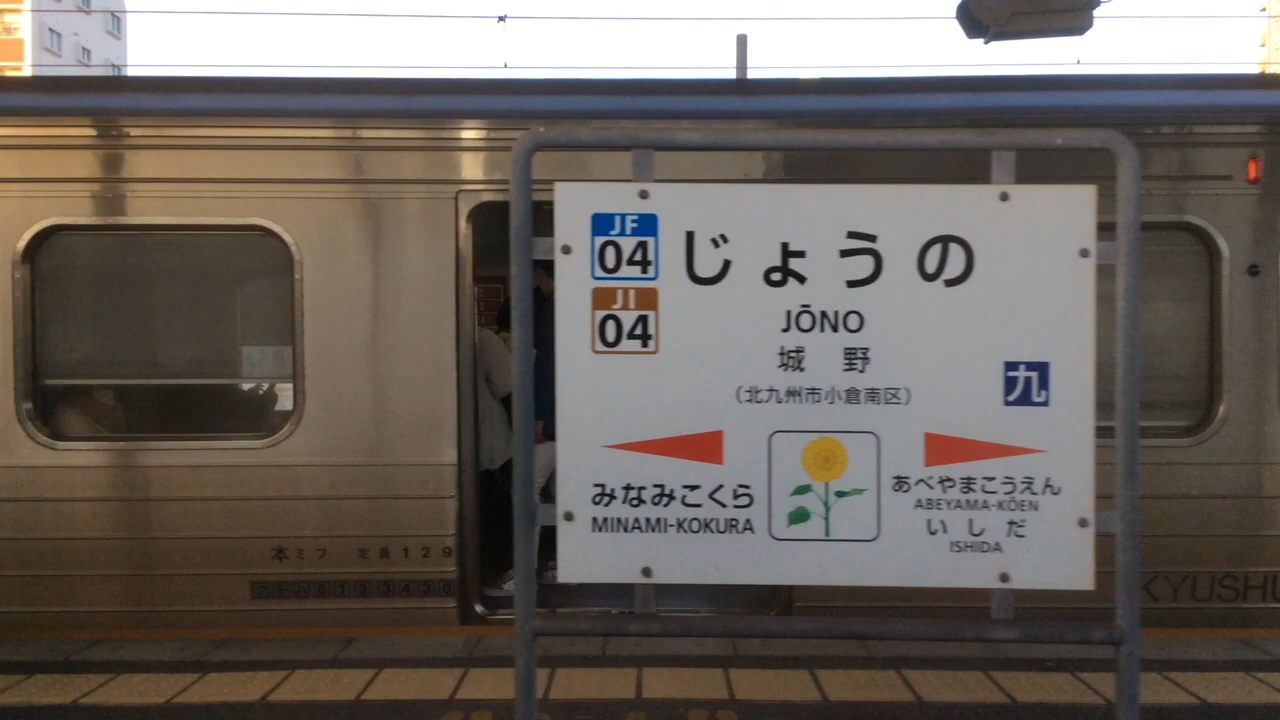 JF
04
JI
04
じょうの
JŌNO
城野
(北九州市小倉南区)
九
みなみこくら
MINAMI-KOKURA
あべやまこうえん
ABEYAMA-KŌEN
いしだ
ISHIDA
本ミフ 定員129
KYUSHU